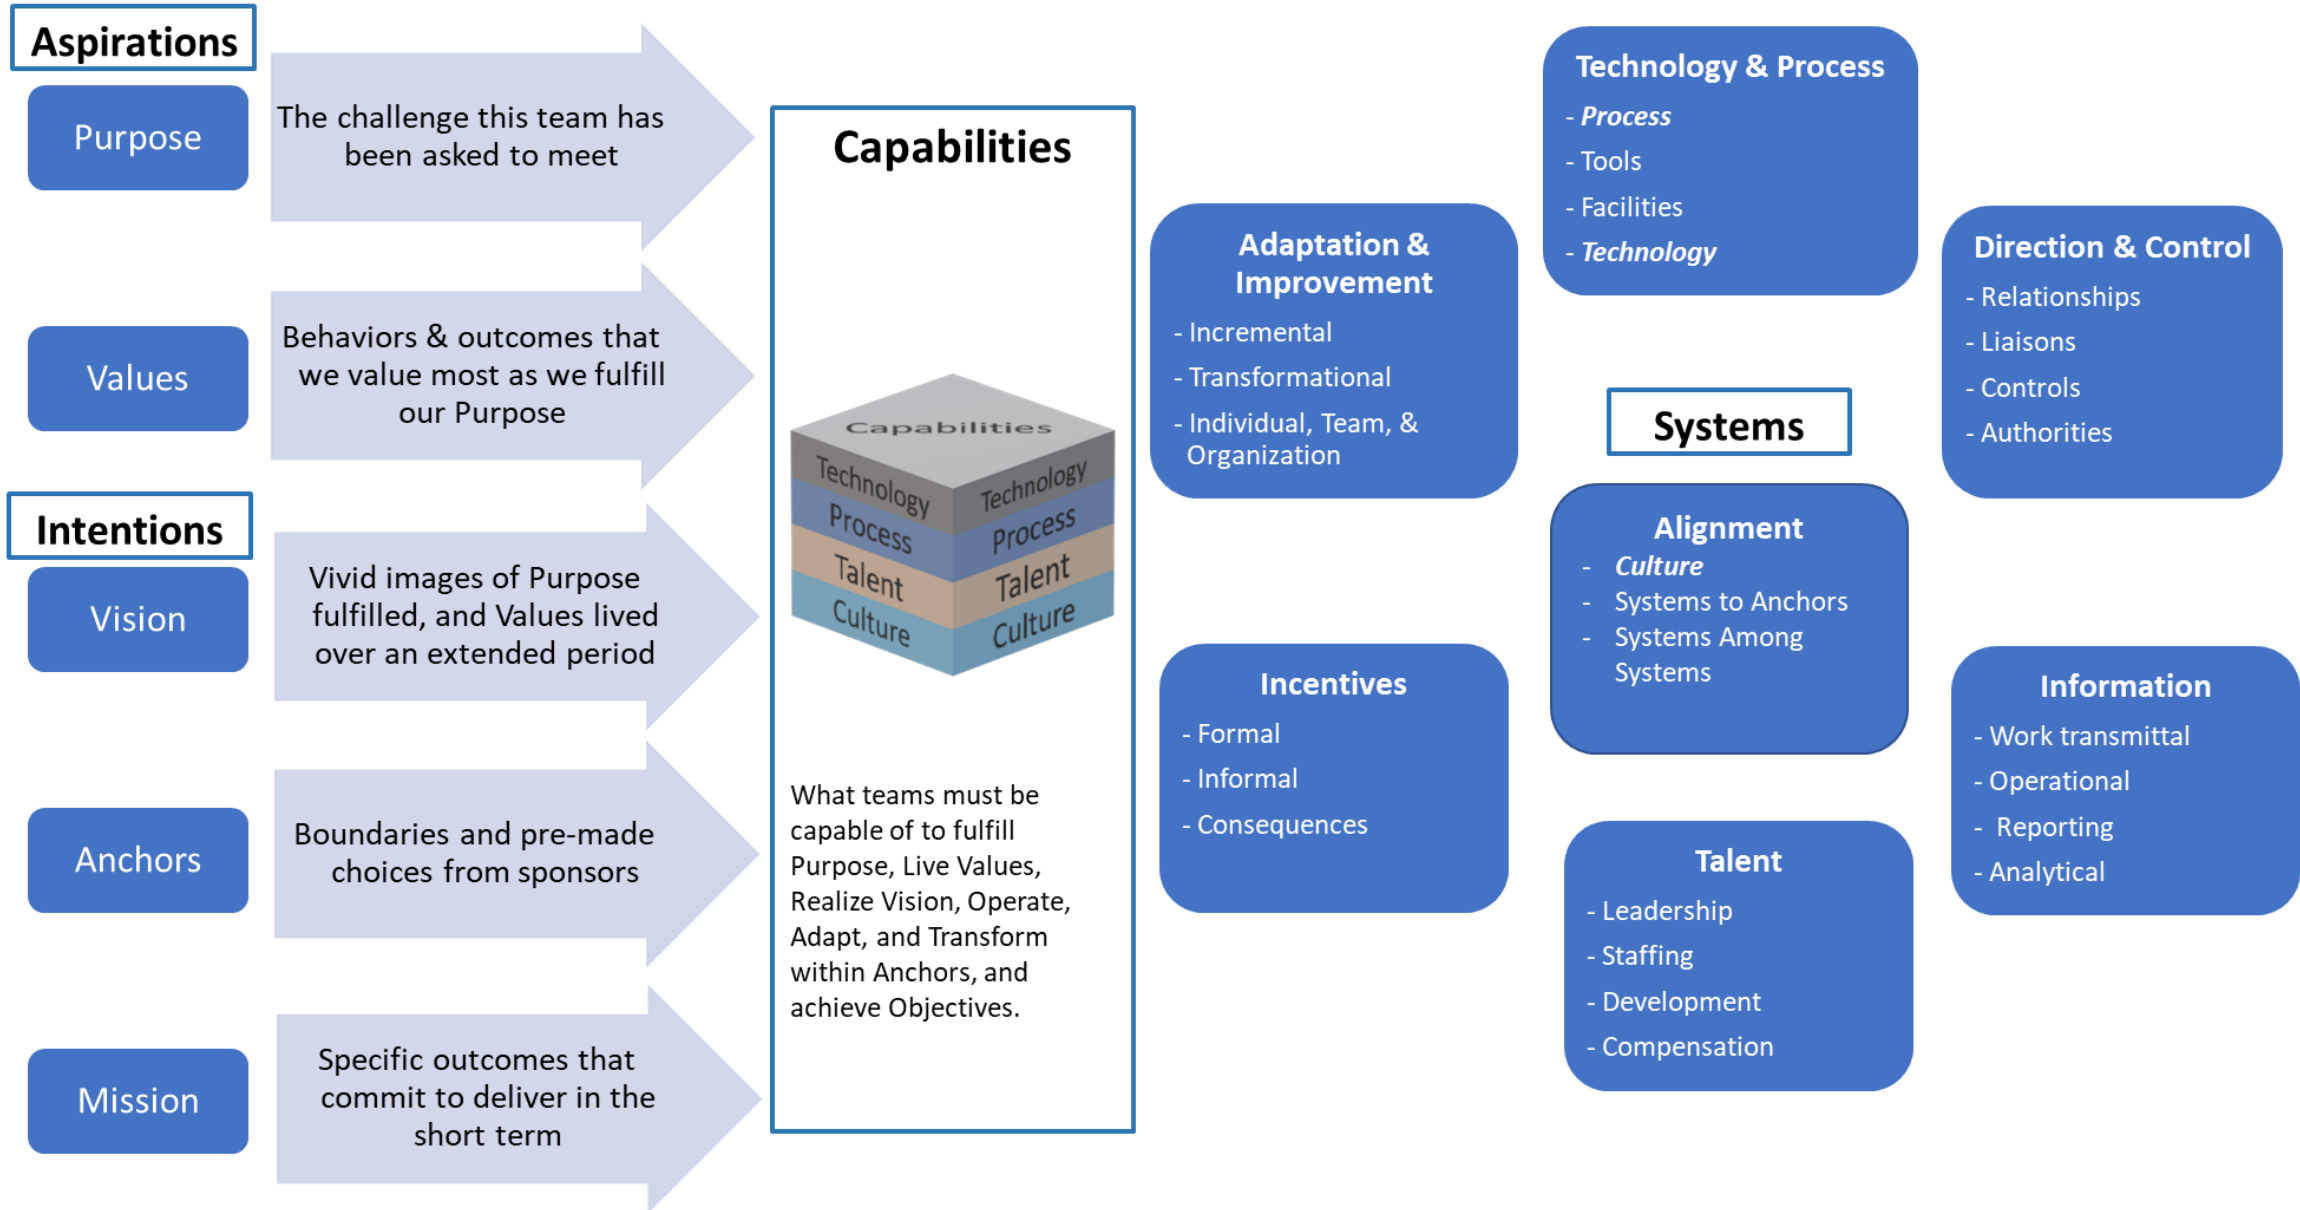 Aspirations
Purpose
The challenge this team has
been asked to meet
Values
Behaviors & outcomes that
we value most as we fulfill
our Purpose
Intentions
Vision
Vivid images of Purpose
fulfilled, and Values lived
over an extended period
Anchors
Boundaries and pre-made
choices from sponsors
Mission
Specific outcomes that
commit to deliver in the
short term
Capabilities
Capabilities
Technology
Technology
Process
Process
Talent
Talent
Culture
Culture
What teams must be
capable of to fulfill
Purpose, Live Values,
Realize Vision, Operate,
Adapt, and Transform
within Anchors, and
achieve Objectives.
Adaptation &
Improvement
- Incremental
- Transformational
- Individual, Team, &
Organization
Technology & Process
- Process
- Tools
- Facilities
- Technology
Direction & Control
- Relationships
- Liaisons
- Controls
- Authorities
Systems
Alignment
- Culture
- Systems to Anchors
- Systems Among
Systems
Incentives
- Formal
- Informal
- Consequences
Information
- Work transmittal
- Operational
- Reporting
- Analytical
Talent
- Leadership
- Staffing
- Development
- Compensation